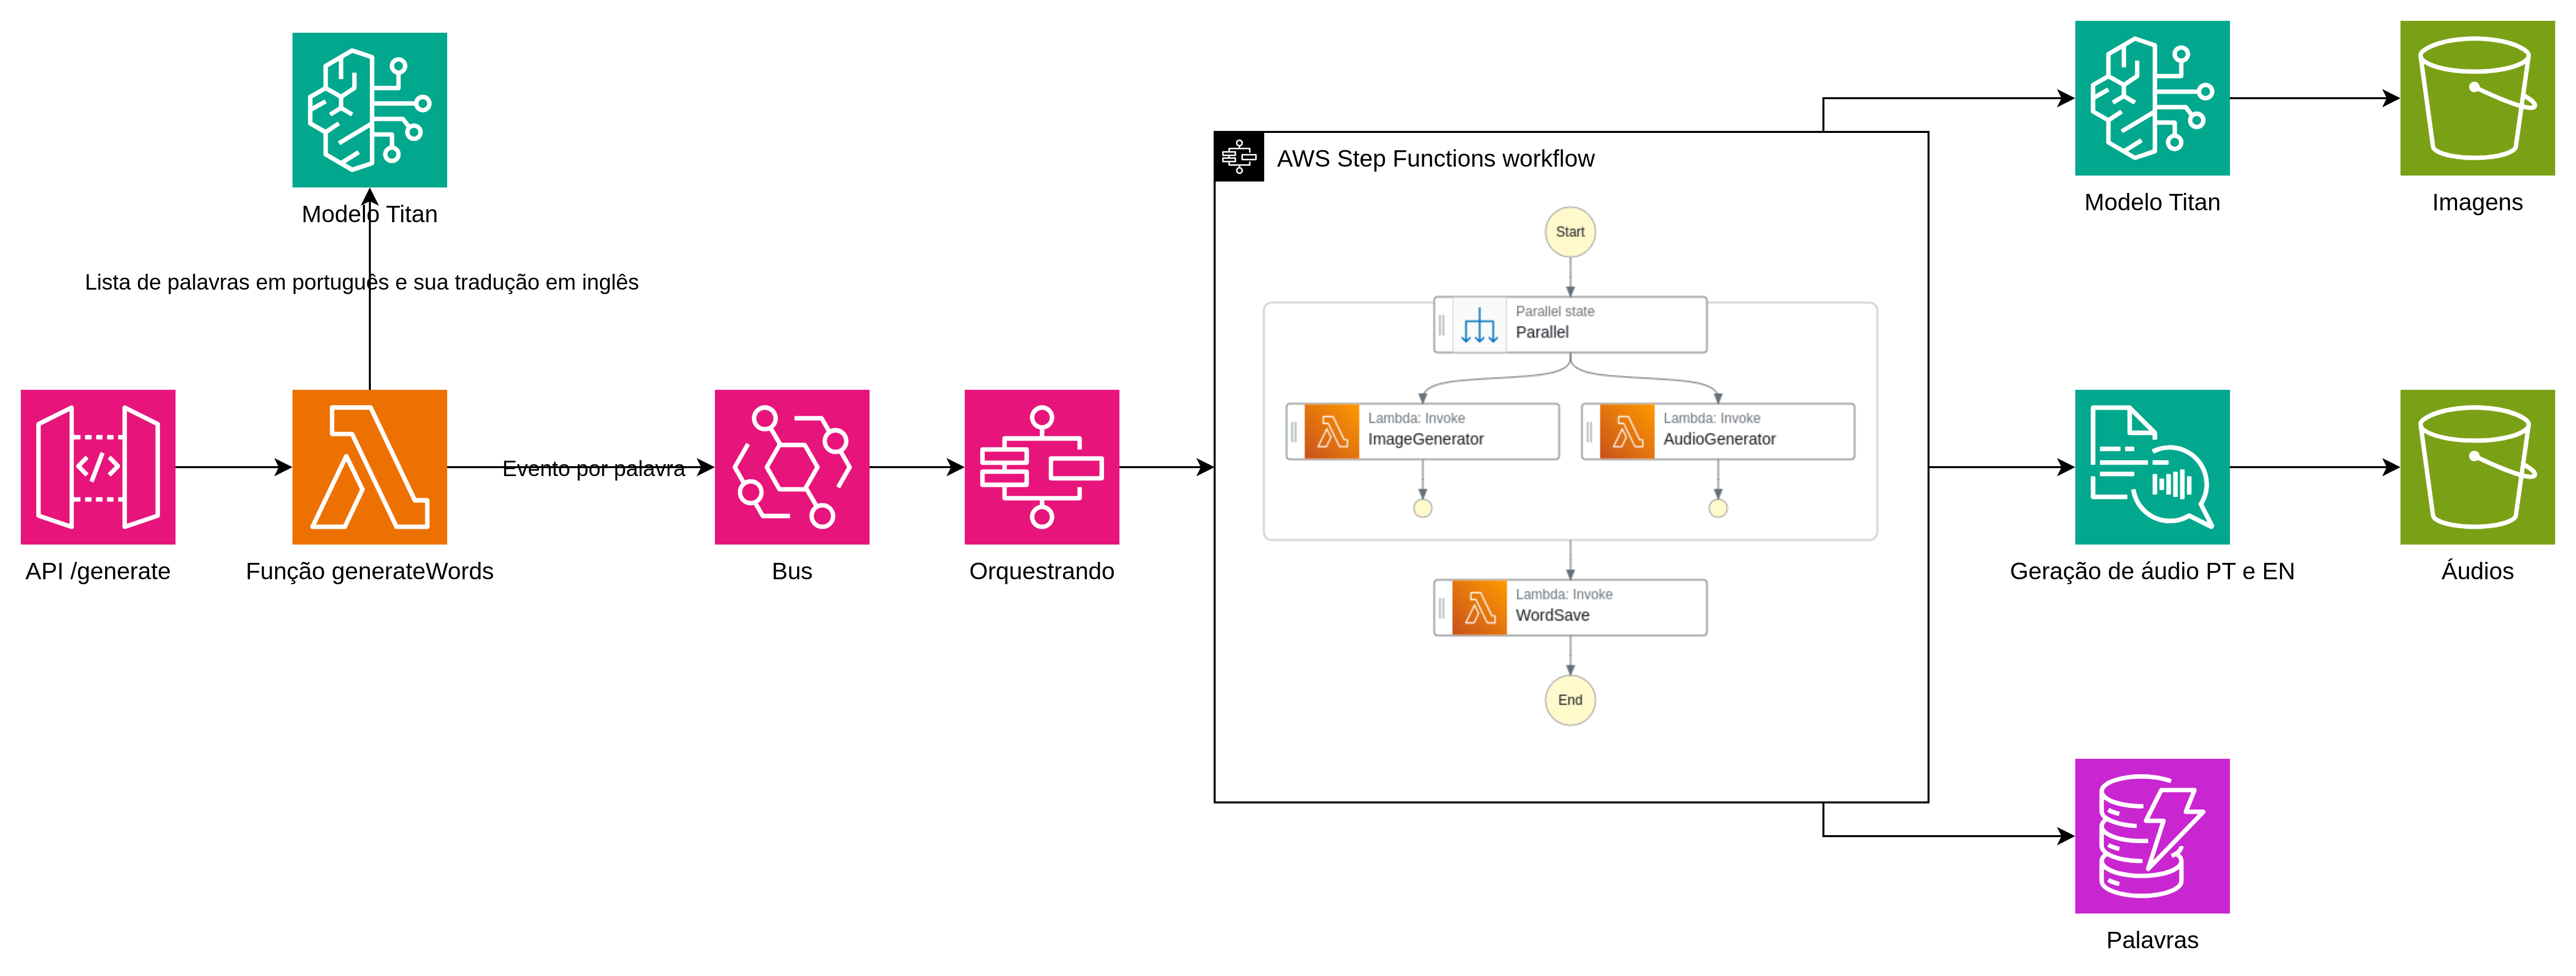 Modelo Titan
Lista de palavras em português e sua tradução em inglês
API /generate
Função generateWords
Evento por palavra
Bus
Orquestrando
AWS Step Functions workflow
Start
Parallel state
Parallel
Lambda: Invoke
ImageGenerator
Lambda: Invoke
AudioGenerator
Lambda: Invoke
WordSave
End
Modelo Titan
Imagens
Geração de áudio PT e EN
Áudios
Palavras